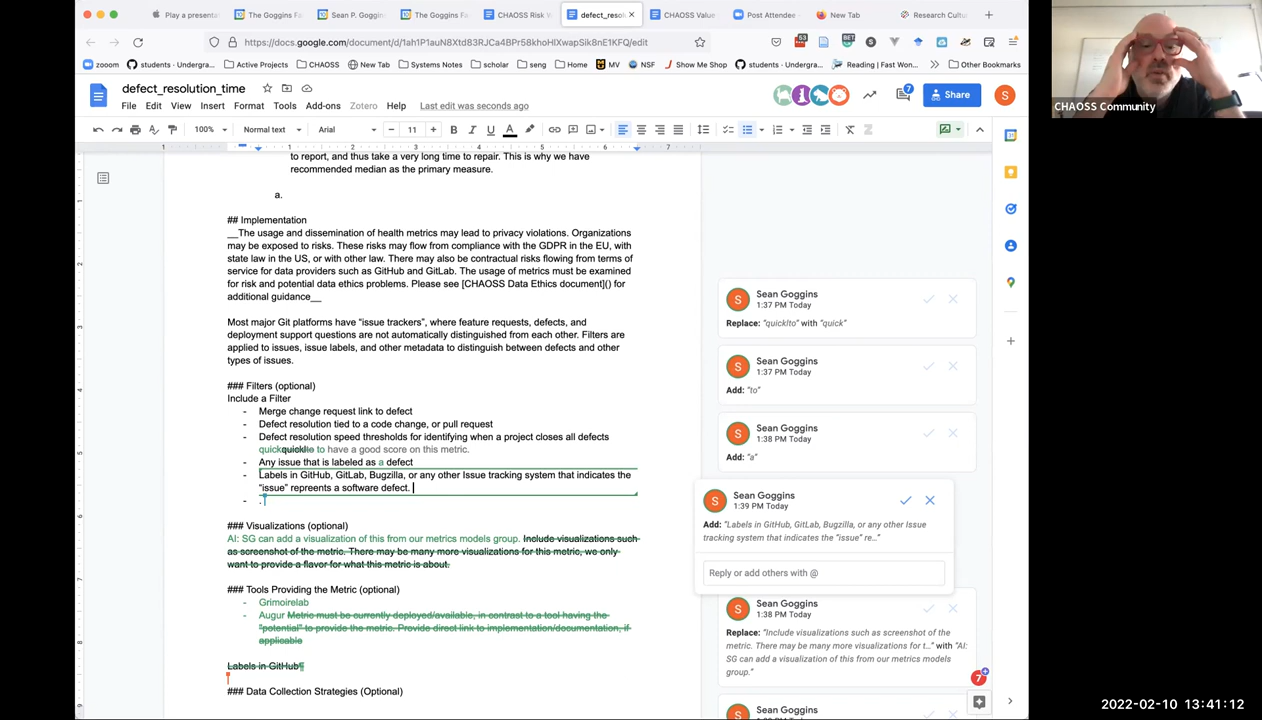 Play a presenta
The Goggins Fa
Sean P. Goggins
The Goggins Fa
CHAOSS Risk W
defect_resolu
CHAOSS Value
Post Attendee -
New Tab
Research Cultu
https://docs.google.com/document/d/1ah1P1auN8Xtd83RJCa4BPr58khoHIXwapSik8nE1KFQ/edit
53
zooom
students - Undergra...
Active Projects
CHAOSS
New Tab
Systems Notes
scholar
seng
Home
MV
NSF
Show Me Shop
students - Undergra...
Reading | Fast Won...
Other Bookmarks
defect_resolution_time
File Edit View Insert Format Tools Add-ons Zotero Help Last edit was seconds ago
7
Share
S
100%
Normal text
Arial
11
B I U A
to report, and thus take a very long time to repair. This is why we have
recommended median as the primary measure.
a.
## Implementation
__The usage and dissemination of health metrics may lead to privacy violations. Organizations
may be exposed to risks. These risks may flow from compliance with the GDPR in the EU, with
state law in the US, or with other law. There may also be contractual risks flowing from terms of
service for data providers such as GitHub and GitLab. The usage of metrics must be examined
for risk and potential data ethics problems. Please see [CHAOSS Data Ethics document]() for
additional guidance__
Most major Git platforms have “issue trackers”, where feature requests, defects, and
deployment support questions are not automatically distinguished from each other. Filters are
applied to issues, issue labels, and other metadata to distinguish between defects and other
types of issues.
### Filters (optional)
Include a Filter
- Merge change request link to defect
- Defect resolution tied to a code change, or pull request
- Defect resolution speed thresholds for identifying when a project closes all defects
quickquicklto to have a good score on this metric.
- Any issue that is labeled as a defect
- Labels in GitHub, GitLab, Bugzilla, or any other Issue tracking system that indicates the
“issue” repreents a software defect.
- .
### Visualizations (optional)
AI: SG can add a visualization of this from our metrics models group. Include visualizations such
as screenshot of the metric. There may be many more visualizations for this metric, we only
want to provide a flavor for what this metric is about.
### Tools Providing the Metric (optional)
- Grimoirelab
- Augur Metric must be currently deployed/available, in contrast to a tool having the
"potential" to provide the metric. Provide direct link to implementation/documentation, if
applicable
Labels in GitHub¶
### Data Collection Strategies (Optional)
S
Sean Goggins
1:37 PM Today
Replace: “quicklto” with “quick”
S
Sean Goggins
1:37 PM Today
Add: “to”
S
Sean Goggins
1:38 PM Today
Add: “a”
S
Sean Goggins
1:39 PM Today
Add: “Labels in GitHub, GitLab, Bugzilla, or any other Issue
tracking system that indicates the “issue” re...”
Reply or add others with @
S
Sean Goggins
1:38 PM Today
Replace: “Include visualizations such as screenshot of the
metric. There may be many more visualizations for t...” with “AI:
SG can add a visualization of this from our metrics models
group.”
7
S
Sean Goggins
CHAOSS Community
2022-02-10 13:41:12